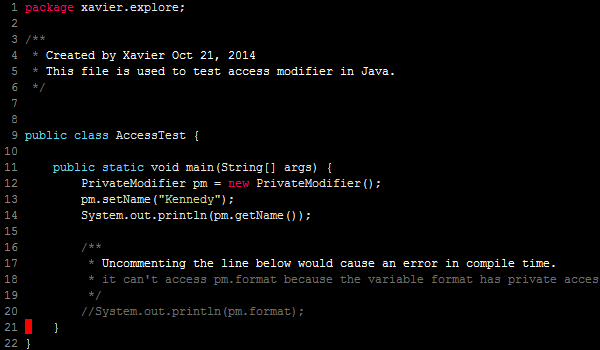 1 package xavier.explore;
2
3 /**
4  * Created by Xavier Oct 21, 2014
5  * This file is used to test access modifier in Java.
6  */
7
8
9 public class AccessTest {
10
11     public static void main(String[] args) {
12         PrivateModifier pm = new PrivateModifier();
13         pm.setName("Kennedy");
14         System.out.println(pm.getName());
15
16         /**
17          * Uncommenting the line below would cause an error in compile time.
18          * it can't access pm.format because the variable format has private acces
19          */
20         //System.out.println(pm.format);
21     }
22 }